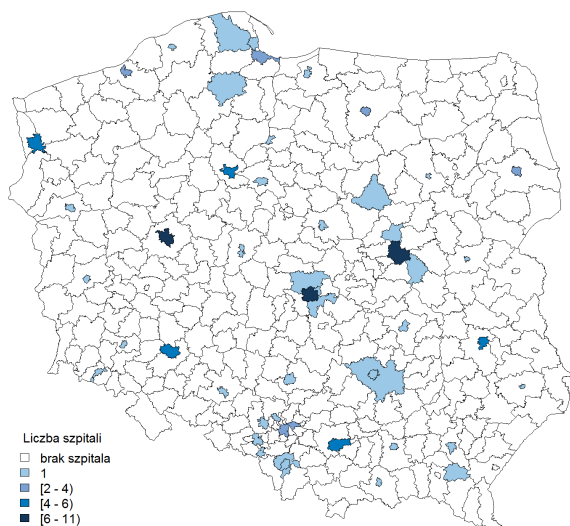 Liczba szpitali
brak szpitala
1
[2 - 4)
[4 - 6)
[6 - 11)